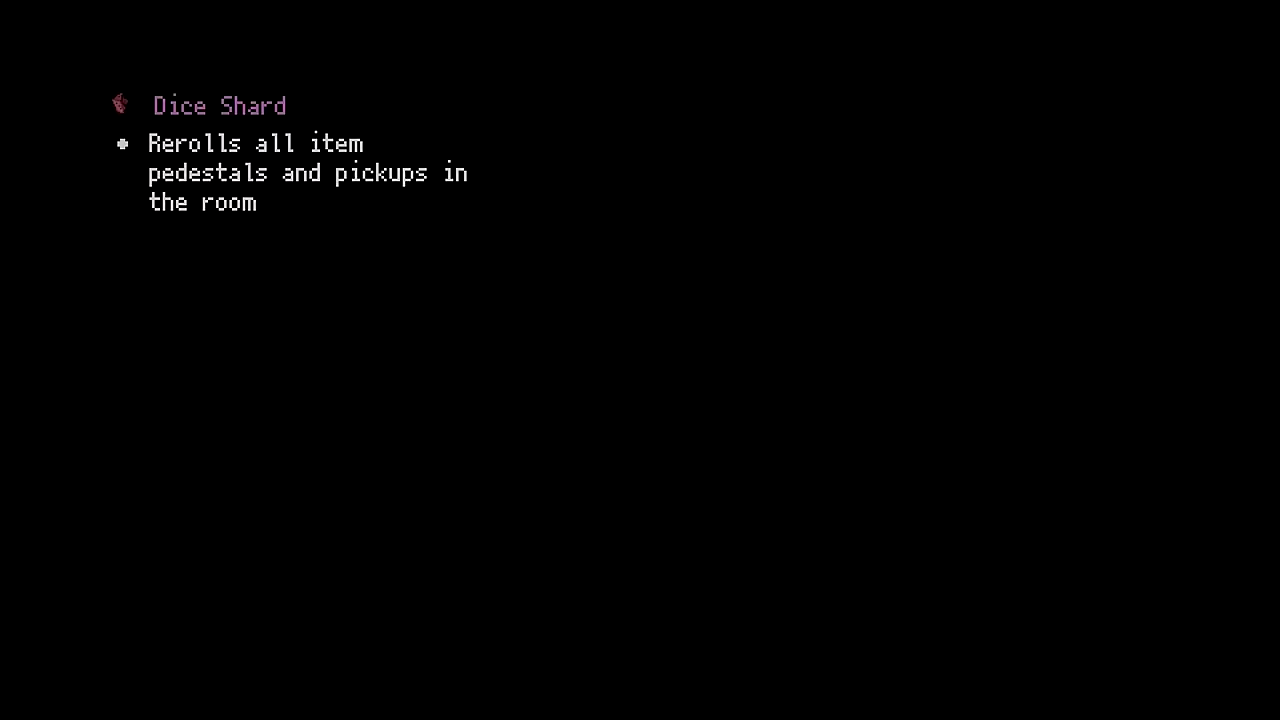 Dice Shard
● Rerolls all item
pedestals and pickups in
the room